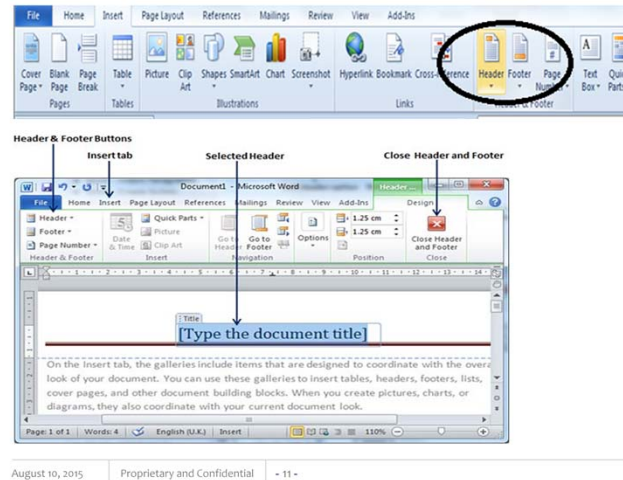 File Home Insert Page Layout References Mailings Review View Add-Ins
Cover Blank Page Table Picture Clip Shapes SmartArt Chart Screenshot Hyperlink Bookmark Cross-reference Header Footer Page Text Quick
Page Page Break Art Number Box Parts
Pages Tables Illustrations Links Header & Footer
Header & Footer Buttons
Insert tab Selected Header Close Header and Footer
Document1 - Microsoft Word Header ...
File Home Insert Page Layout References Mailings Review View Add-Ins Design
Header Quick Parts 1.25 cm
Footer Date Picture Go to Go to Options 1.25 cm Close Header
Page Number & Time Clip Art Header Footer and Footer
Header & Footer Insert Navigation Position Close
Title
[Type the document title]
On the Insert tab, the galleries include items that are designed to coordinate with the overa
look of your document. You can use these galleries to insert tables, headers, footers, lists,
cover pages, and other document building blocks. When you create pictures, charts, or
diagrams, they also coordinate with your current document look.
Page: 1 of 1 Words: 4 English (U.K.) Insert 110%
August 10, 2015 Proprietary and Confidential - 11 -